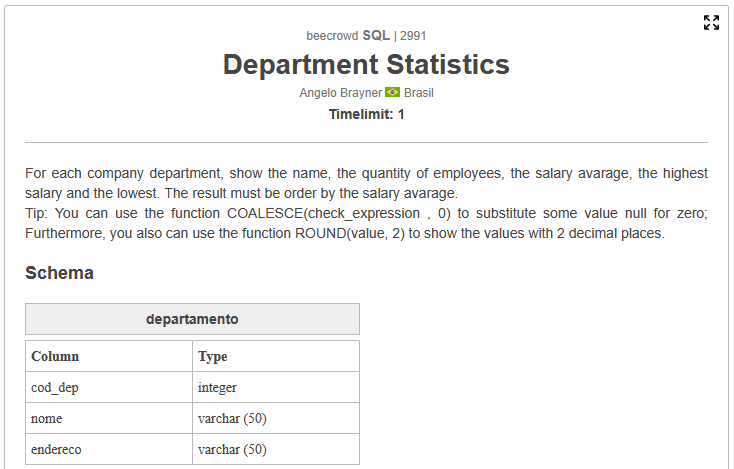 beecrowd SQL | 2991
Department Statistics
Angelo Brayner Brasil
Timelimit: 1
For each company department, show the name, the quantity of employees, the salary avarage, the highest
salary and the lowest. The result must be order by the salary avarage.
Tip: You can use the function COALESCE(check_expression , 0) to substitute some value null for zero;
Furthermore, you also can use the function ROUND(value, 2) to show the values with 2 decimal places.
Schema
departamento
Column Type
cod_dep integer
nome varchar (50)
endereco varchar (50)